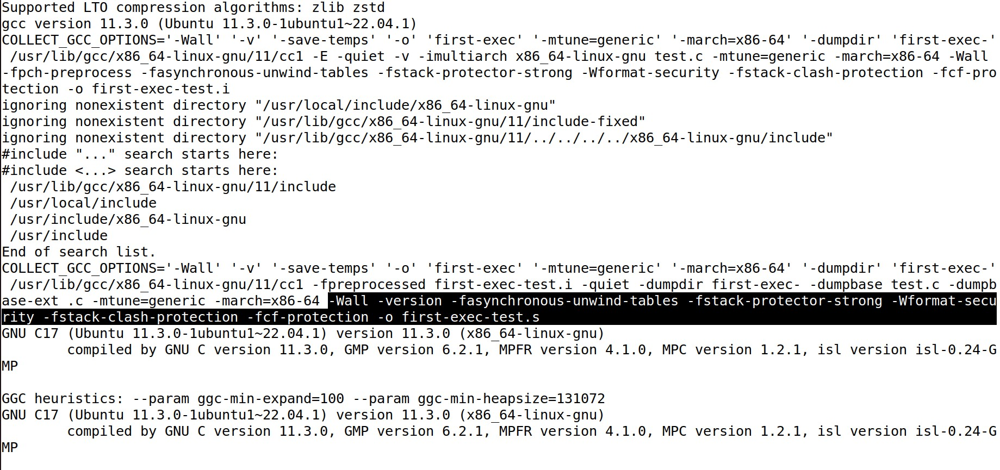 Supported LTO compression algorithms: zlib zstd
gcc version 11.3.0 (Ubuntu 11.3.0-1ubuntu1~22.04.1)
COLLECT_GCC_OPTIONS='-Wall' '-v' '-save-temps' '-o' 'first-exec' '-mtune=generic' '-march=x86-64' '-dumpdir' 'first-exec-'
 /usr/lib/gcc/x86_64-linux-gnu/11/cc1 -E -quiet -v -imultiarch x86_64-linux-gnu test.c -mtune=generic -march=x86-64 -Wall
-fpch-preprocess -fasynchronous-unwind-tables -fstack-protector-strong -Wformat-security -fstack-clash-protection -fcf-pro
tection -o first-exec-test.i
ignoring nonexistent directory "/usr/local/include/x86_64-linux-gnu"
ignoring nonexistent directory "/usr/lib/gcc/x86_64-linux-gnu/11/include-fixed"
ignoring nonexistent directory "/usr/lib/gcc/x86_64-linux-gnu/11/../../../../x86_64-linux-gnu/include"
#include "..." search starts here:
#include <...> search starts here:
 /usr/lib/gcc/x86_64-linux-gnu/11/include
 /usr/local/include
 /usr/include/x86_64-linux-gnu
 /usr/include
End of search list.
COLLECT_GCC_OPTIONS='-Wall' '-v' '-save-temps' '-o' 'first-exec' '-mtune=generic' '-march=x86-64' '-dumpdir' 'first-exec-'
 /usr/lib/gcc/x86_64-linux-gnu/11/cc1 -fpreprocessed first-exec-test.i -quiet -dumpdir first-exec- -dumpbase test.c -dumpb
ase-ext .c -mtune=generic -march=x86-64 -Wall -version -fasynchronous-unwind-tables -fstack-protector-strong -Wformat-secu
rity -fstack-clash-protection -fcf-protection -o first-exec-test.s
GNU C17 (Ubuntu 11.3.0-1ubuntu1~22.04.1) version 11.3.0 (x86_64-linux-gnu)
        compiled by GNU C version 11.3.0, GMP version 6.2.1, MPFR version 4.1.0, MPC version 1.2.1, isl version isl-0.24-G
MP

GGC heuristics: --param ggc-min-expand=100 --param ggc-min-heapsize=131072
GNU C17 (Ubuntu 11.3.0-1ubuntu1~22.04.1) version 11.3.0 (x86_64-linux-gnu)
        compiled by GNU C version 11.3.0, GMP version 6.2.1, MPFR version 4.1.0, MPC version 1.2.1, isl version isl-0.24-G
MP